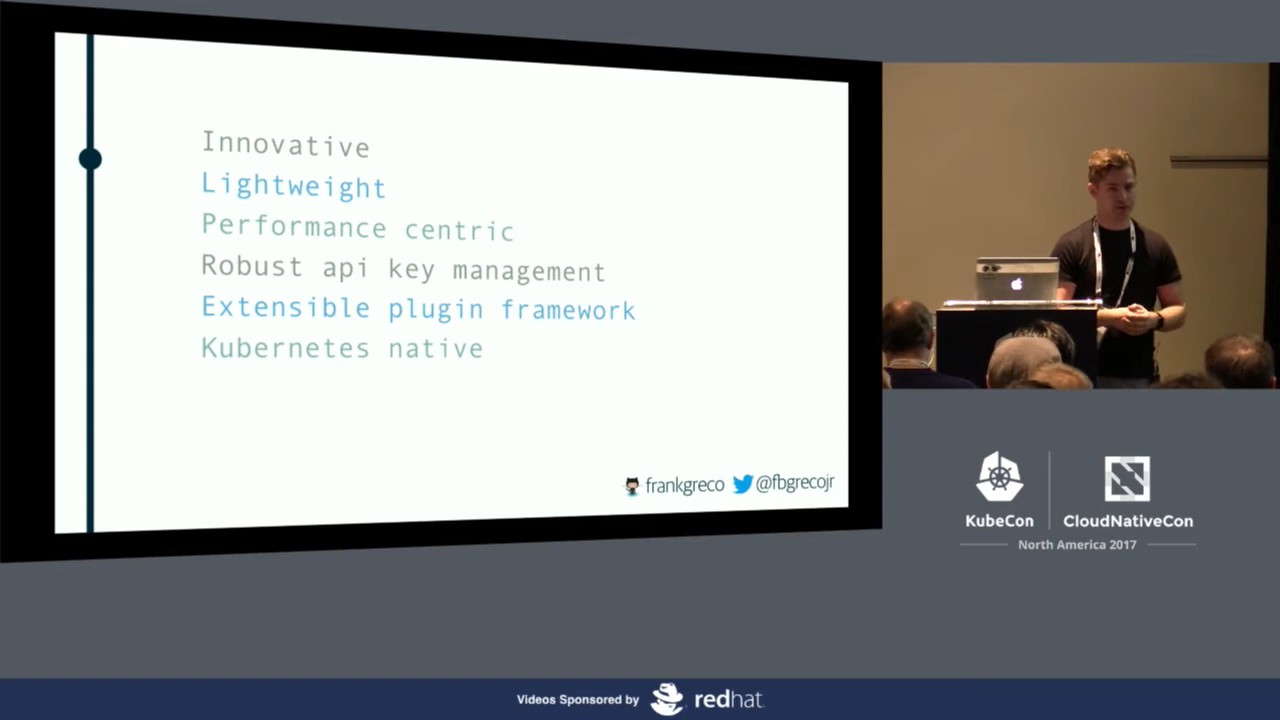 Innovative
Lightweight
Performance centric
Robust api key management
Extensible plugin framework
Kubernetes native
frankgreco @fbgrecojr
KubeCon CloudNativeCon
North America 2017
Videos Sponsored by redhat